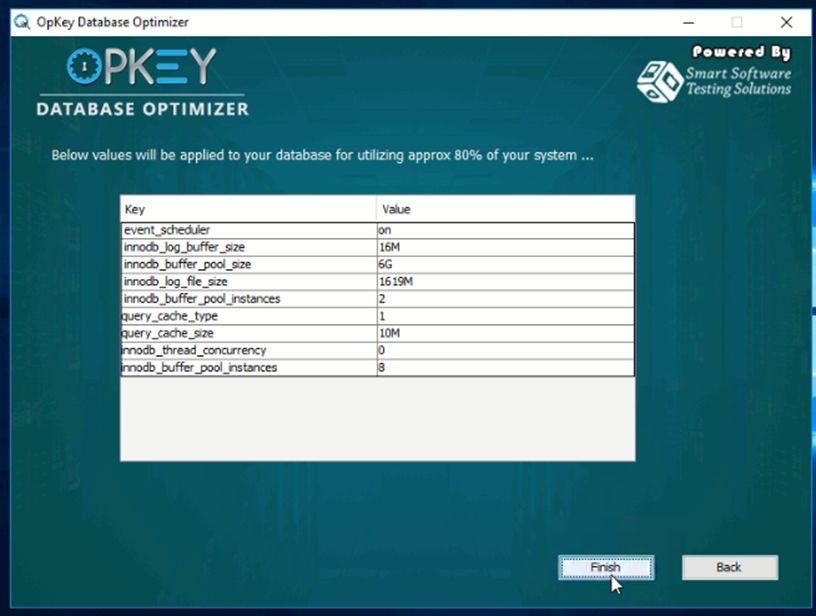 OpKey Database Optimizer
OPKEY
DATABASE OPTIMIZER
Powered By
Smart Software
Testing Solutions
Below values will be applied to your database for utilizing approx 80% of your system ...
Key Value
event_scheduler on
innodb_log_buffer_size 16M
innodb_buffer_pool_size 6G
innodb_log_file_size 1619M
innodb_buffer_pool_instances 2
query_cache_type 1
query_cache_size 10M
innodb_thread_concurrency 0
innodb_buffer_pool_instances 8
Finish Back